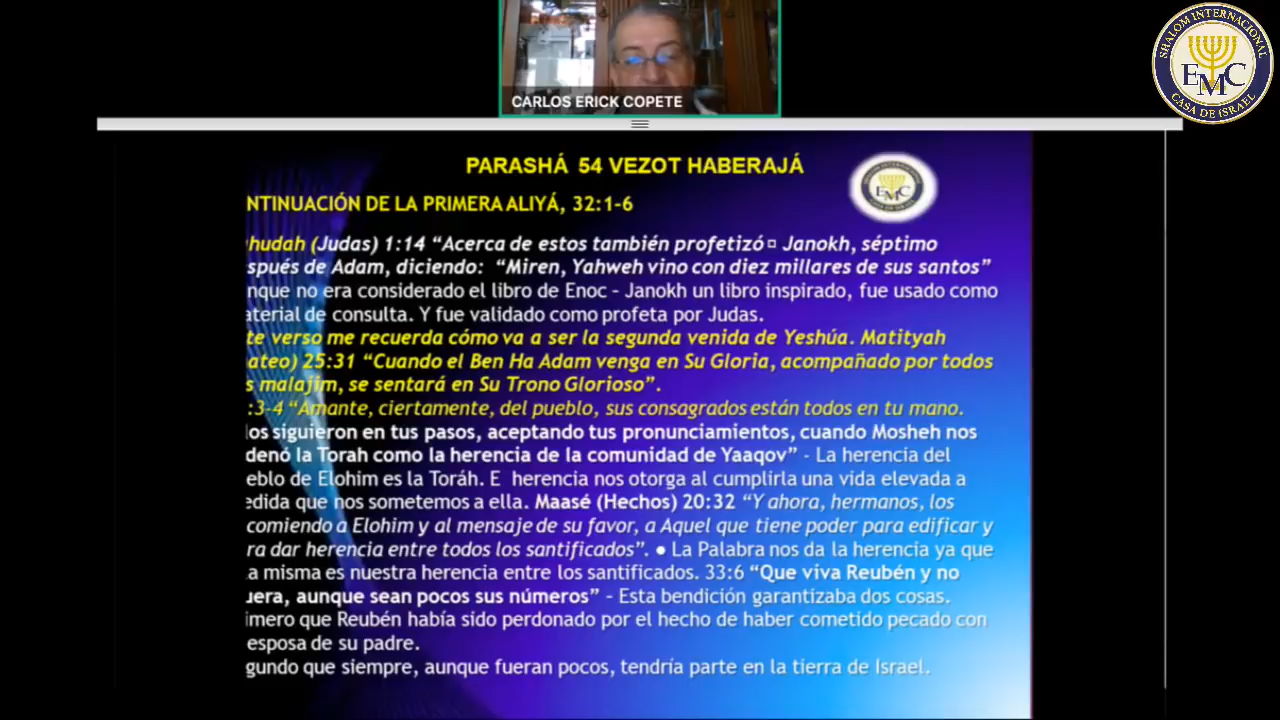 CARLOS ERICK COPETE
SHALOM INTERNACIONAL
EMC
CASA DE ISRAEL
PARASHÁ 54 VEZOT HABERAJÁ
EMC
NTINUACIÓN DE LA PRIMERA ALIYÁ, 32:1-6
hudah (Judas) 1:14 “Acerca de estos también profetizó¤ Janokh, séptimo
spués de Adam, diciendo: “Miren, Yahweh vino con diez millares de sus santos”
nque no era considerado el libro de Enoc – Janokh un libro inspirado, fue usado como
aterial de consulta. Y fue validado como profeta por Judas.
te verso me recuerda cómo va a ser la segunda venida de Yeshúa. Matityah
ateo) 25:31 “Cuando el Ben Ha Adam venga en Su Gloria, acompañado por todos
s malajim, se sentará en Su Trono Glorioso”.
:3-4 “Amante, ciertamente, del pueblo, sus consagrados están todos en tu mano.
los siguieron en tus pasos, aceptando tus pronunciamientos, cuando Mosheh nos
denó la Torah como la herencia de la comunidad de Yaaqov” - La herencia del
eblo de Elohim es la Toráh. E herencia nos otorga al cumplirla una vida elevada a
edida que nos sometemos a ella. Maasé (Hechos) 20:32 “Y ahora, hermanos, los
comiendo a Elohim y al mensaje de su favor, a Aquel que tiene poder para edificar y
ra dar herencia entre todos los santificados”. ● La Palabra nos da la herencia ya que
a misma es nuestra herencia entre los santificados. 33:6 “Que viva Reubén y no
uera, aunque sean pocos sus números” – Esta bendición garantizaba dos cosas.
imero que Reubén había sido perdonado por el hecho de haber cometido pecado con
esposa de su padre.
gundo que siempre, aunque fueran pocos, tendría parte en la tierra de Israel.